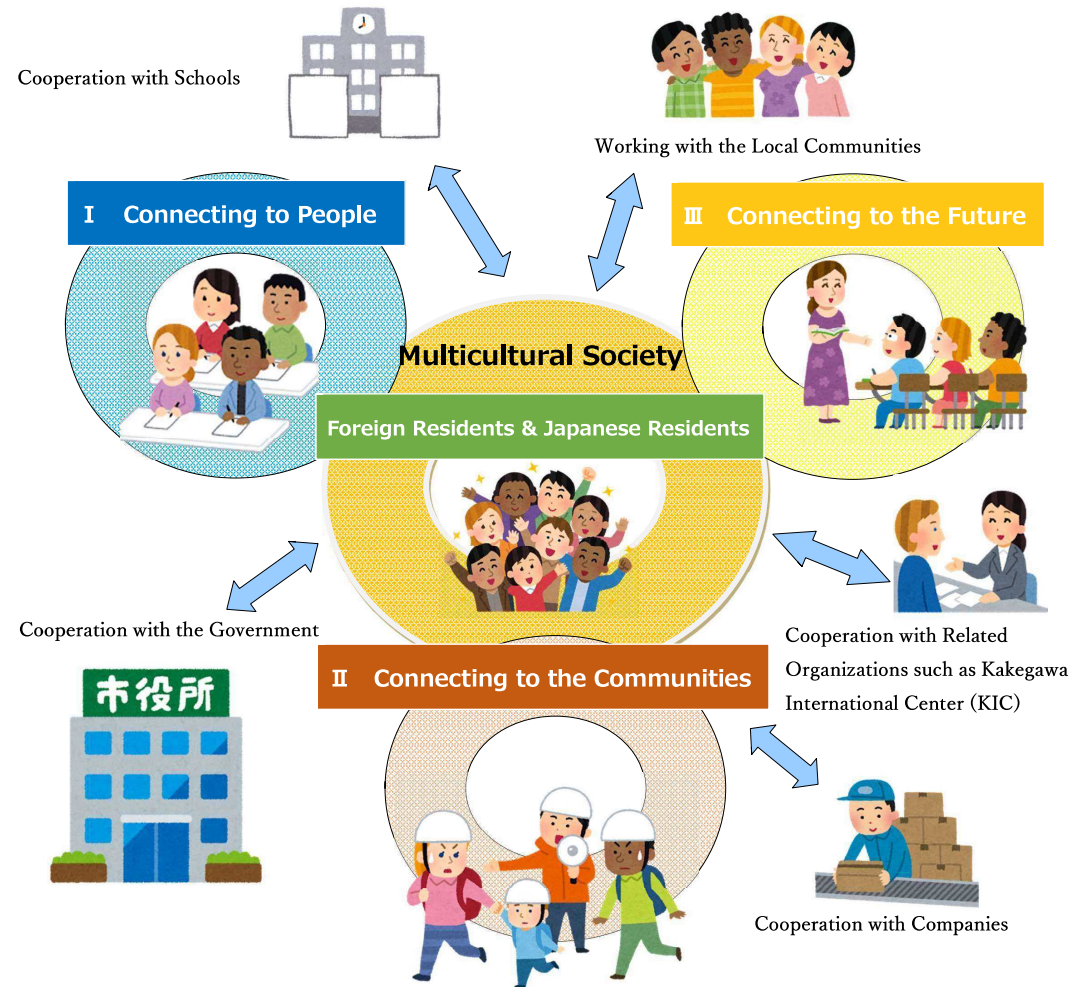 Cooperation with Schools
Working with the Local Communities
Ⅰ Connecting to People
Ⅲ Connecting to the Future
Multicultural Society
Foreign Residents & Japanese Residents
Cooperation with the Government
市役所
Cooperation with Related
Organizations such as Kakegawa
International Center (KIC)
Ⅱ Connecting to the Communities
Cooperation with Companies